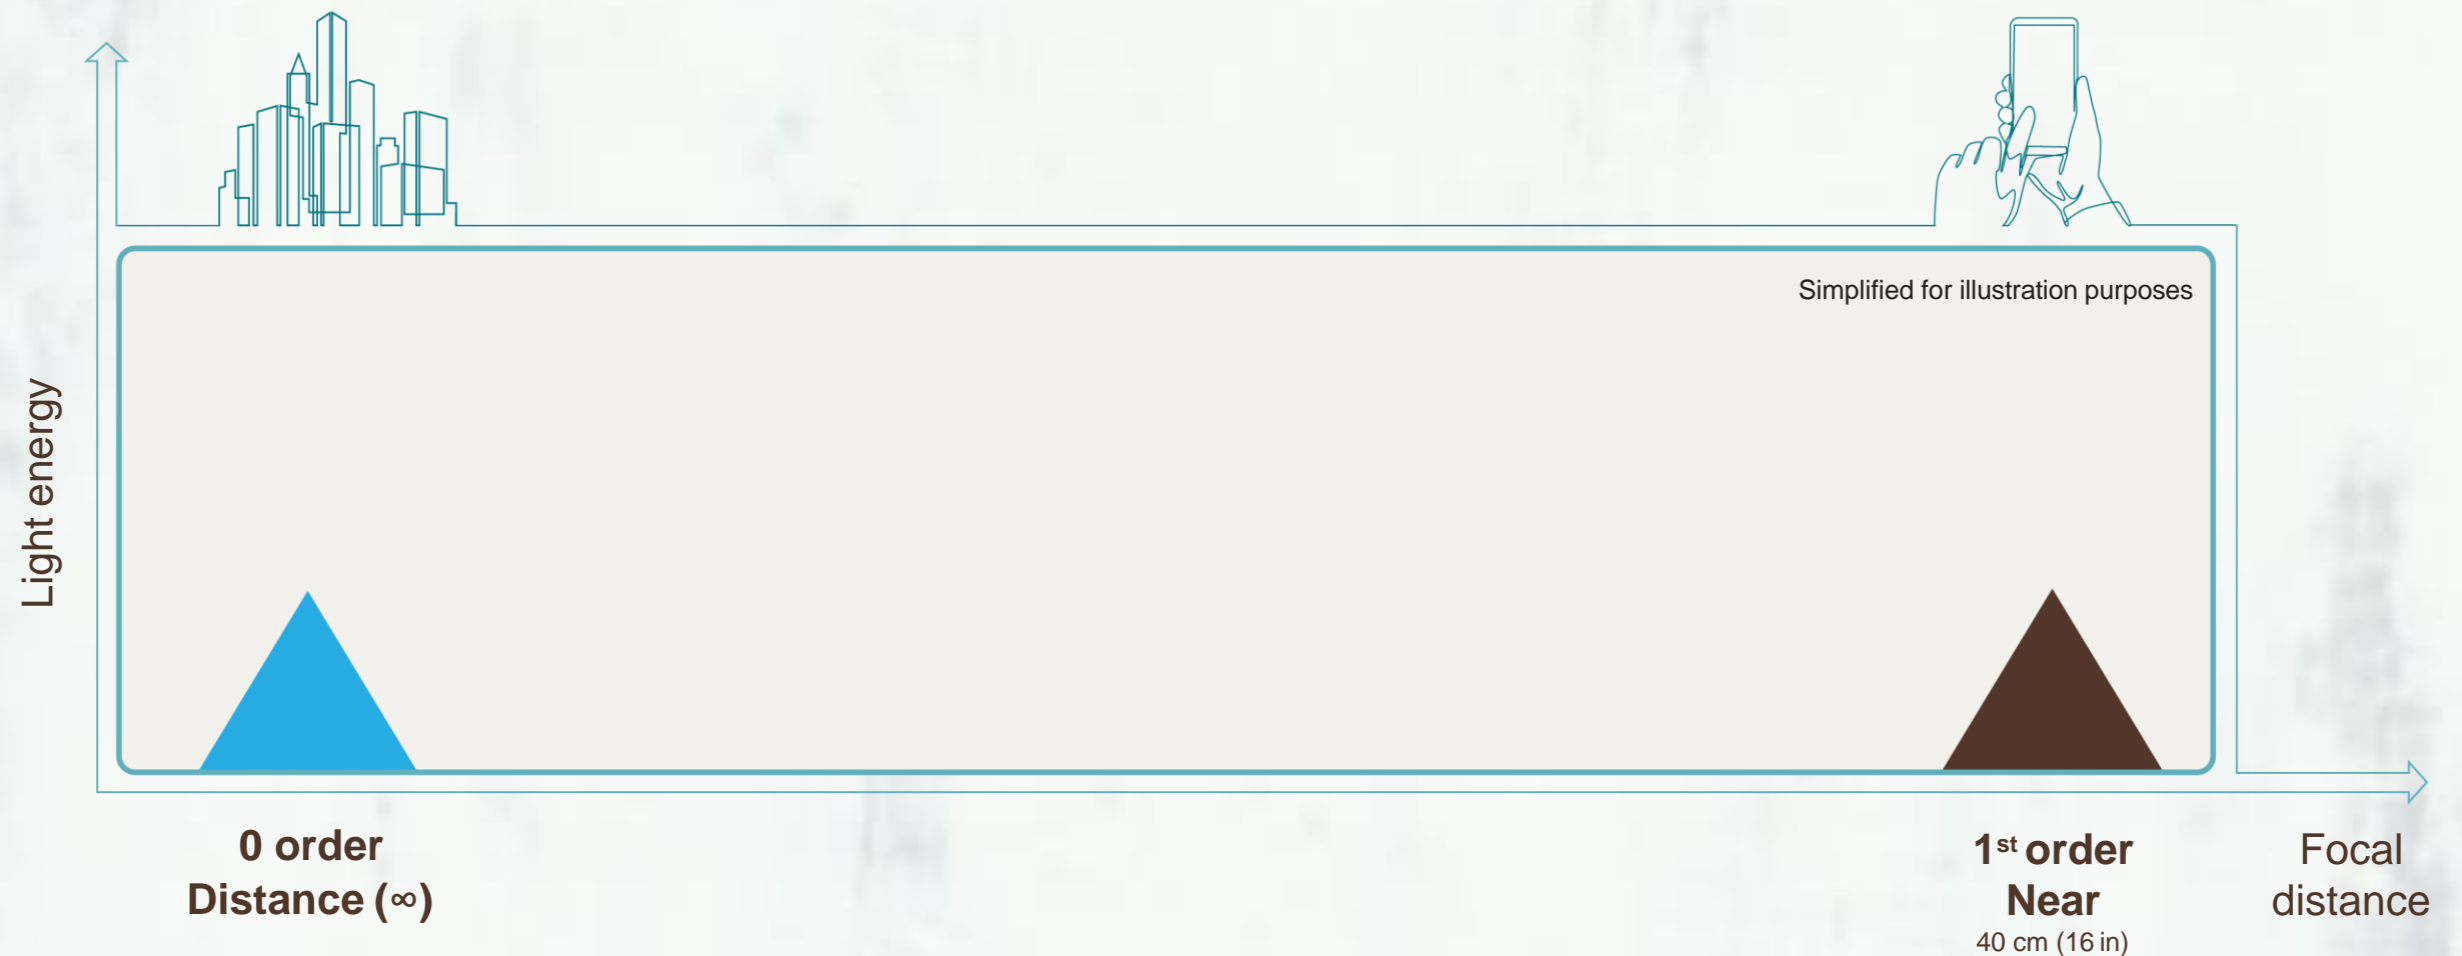 Simplified for illustration purposes
Light energy
0 order
Distance (∞)
1st order
Near
40 cm (16 in)
Focal
distance